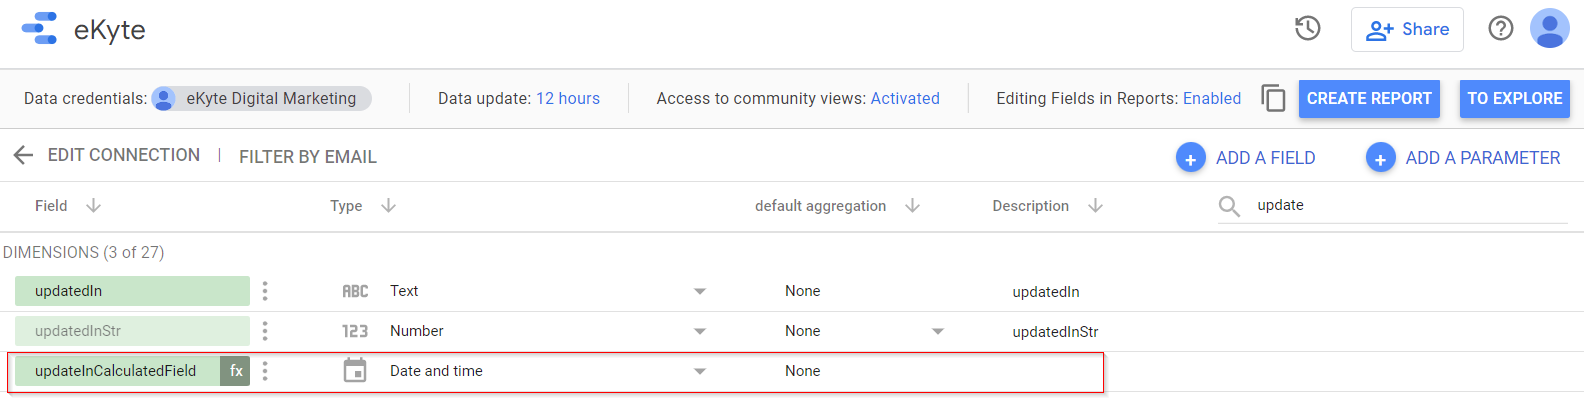 eKyte
Share
Data credentials: eKyte Digital Marketing
Data update: 12 hours
Access to community views: Activated
Editing Fields in Reports: Enabled
CREATE REPORT
TO EXPLORE
EDIT CONNECTION | FILTER BY EMAIL
ADD A FIELD
ADD A PARAMETER
Field Type default aggregation Description update
DIMENSIONS (3 of 27)
updatedIn ABC Text None updatedIn
updatedInStr 123 Number None updatedInStr
updateInCalculatedField fx Date and time None